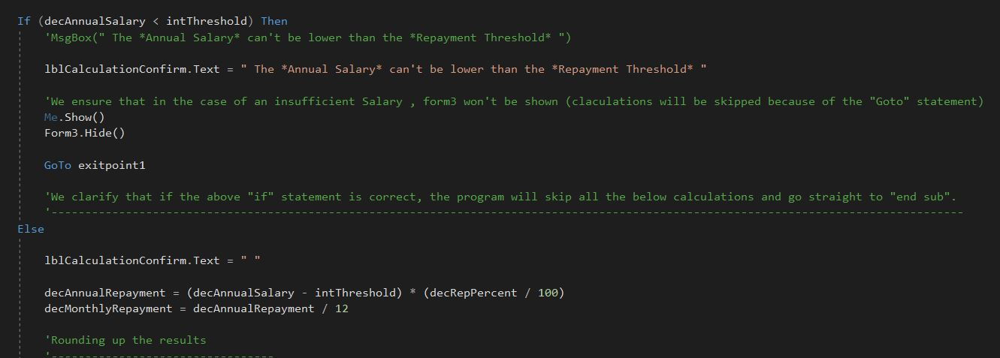 If (decAnnualSalary < intThreshold) Then
'MsgBox(" The *Annual Salary* can't be lower than the *Repayment Threshold* ")
lblCalculationConfirm.Text = " The *Annual Salary* can't be lower than the *Repayment Threshold* "
'We ensure that in the case of an insufficient Salary , form3 won't be shown (claculations will be skipped because of the "Goto" statement)
Me.Show()
Form3.Hide()
GoTo exitpoint1
'We clarify that if the above "if" statement is correct, the program will skip all the below calculations and go straight to "end sub".
'---------------------------------------------------------------------------------------------------------------------------------------
Else
lblCalculationConfirm.Text = " "
decAnnualRepayment = (decAnnualSalary - intThreshold) * (decRepPercent / 100)
decMonthlyRepayment = decAnnualRepayment / 12
'Rounding up the results
'---------------------------------